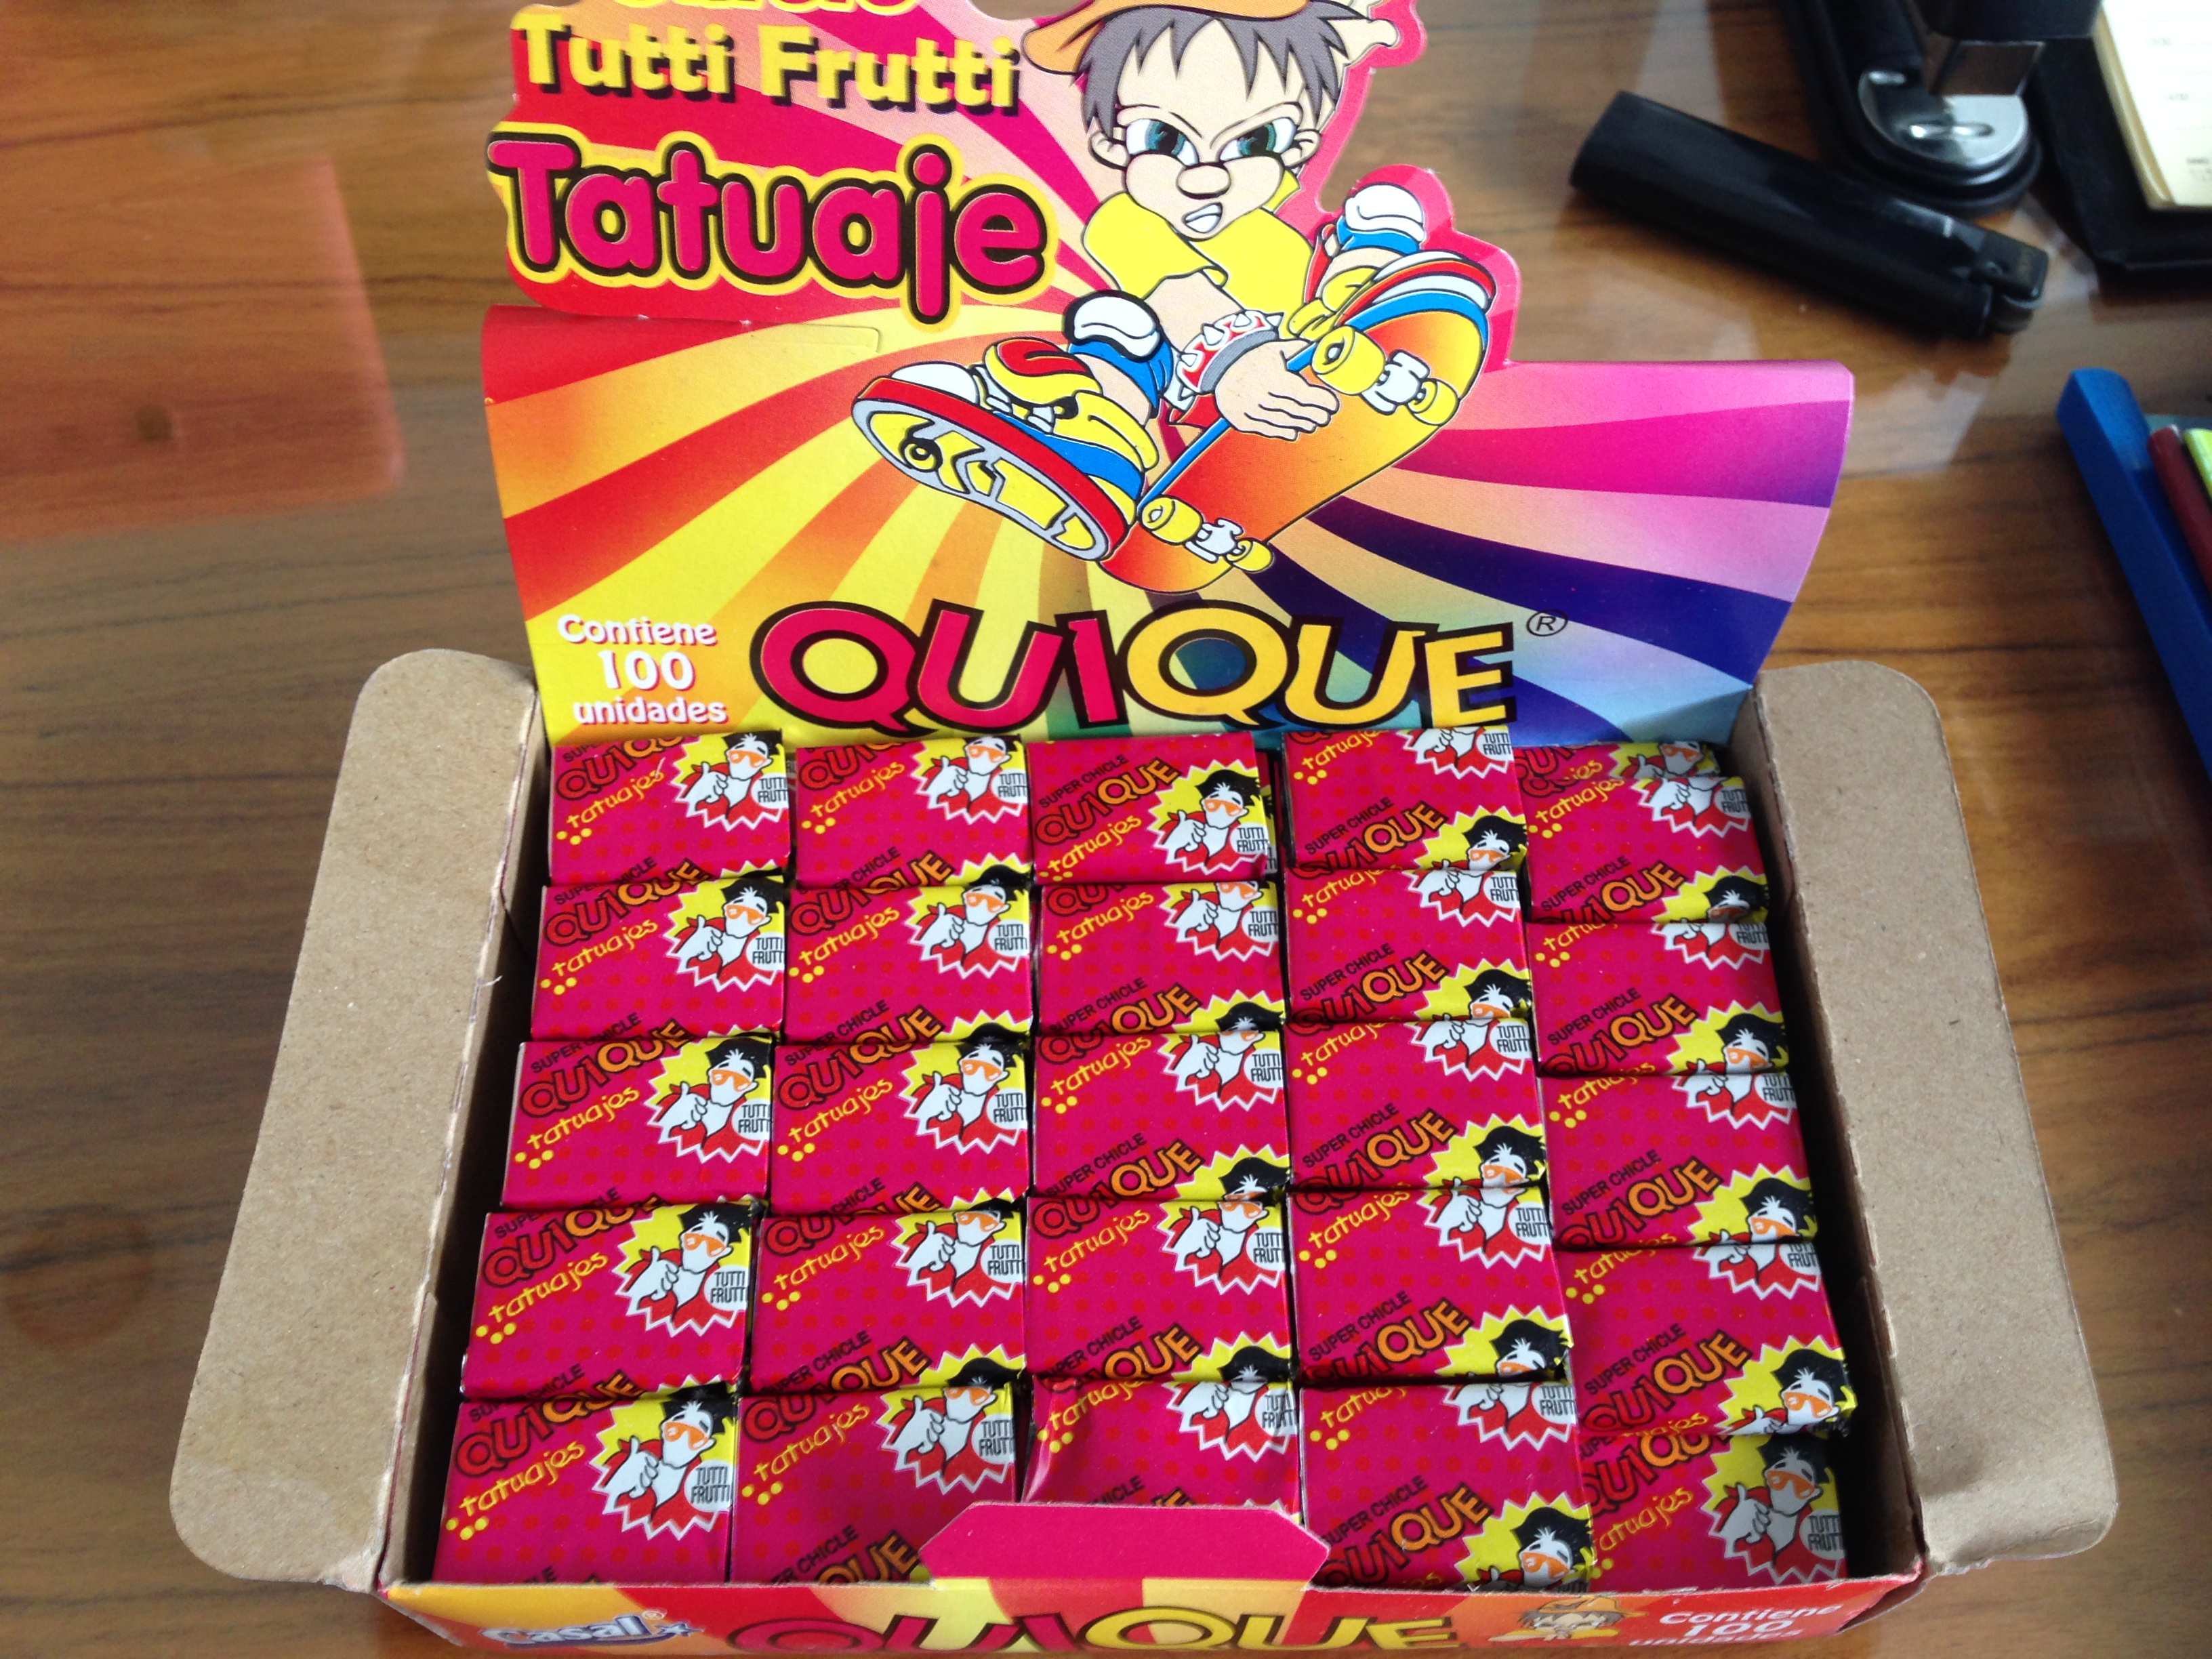 Tutti Frutti
Tatuaje
Contiene
100
unidades
QUIQUE ®
SUPER CHICLE
QUIQUE
tatuajes
TUTTI
FRUTTI
Casal ®
QUIQUE
Contiene
100
unidades